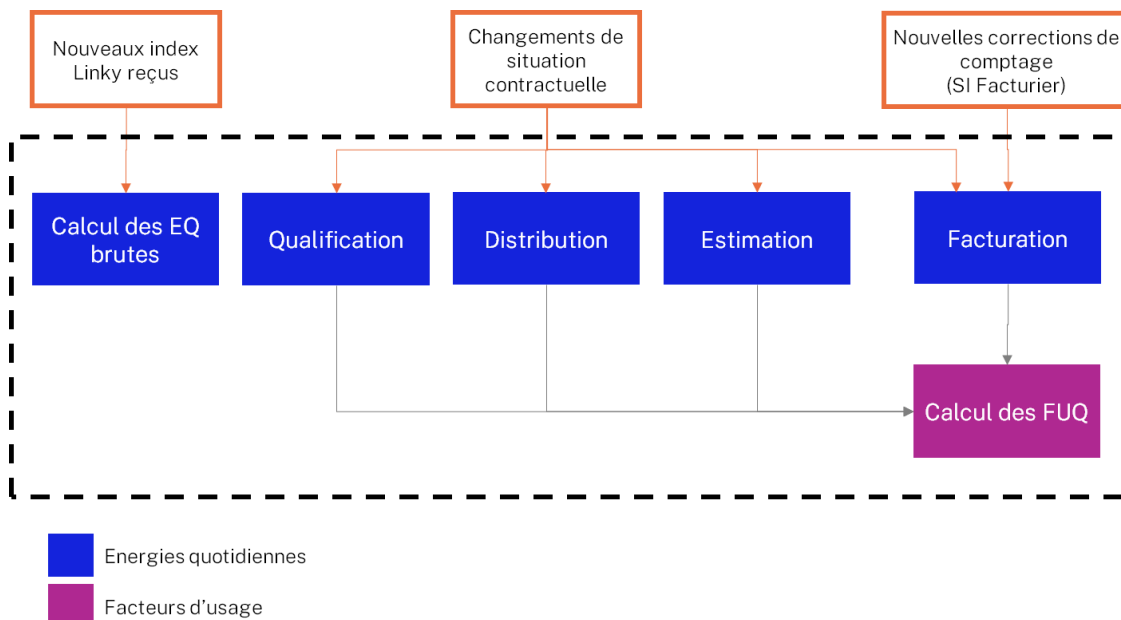 Nouveaux index
Linky reçus
Changements de
situation
contractuelle
Nouvelles corrections de
comptage
(SI Facturier)
Calcul des EQ
brutes
Qualification
Distribution
Estimation
Facturation
Calcul des FUQ
Energies quotidiennes
Facteurs d'usage